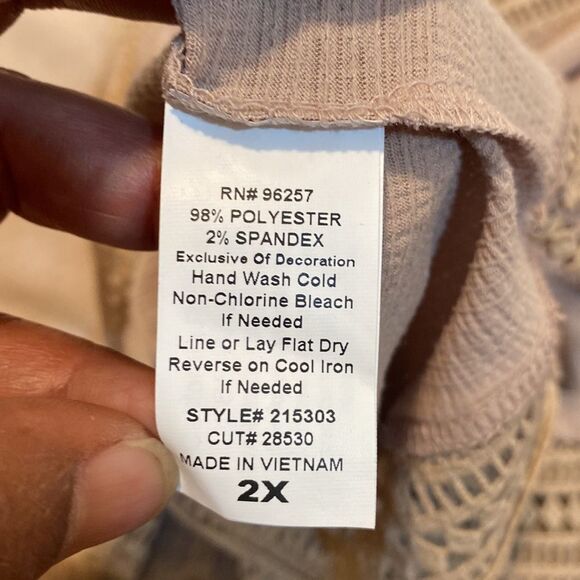 RN# 96257
98% POLYESTER
2% SPANDEX
Exclusive Of Decoration
Hand Wash Cold
Non-Chlorine Bleach
If Needed
Line or Lay Flat Dry
Reverse on Cool Iron
If Needed
STYLE# 215303
CUT# 28530
MADE IN VIETNAM
2X